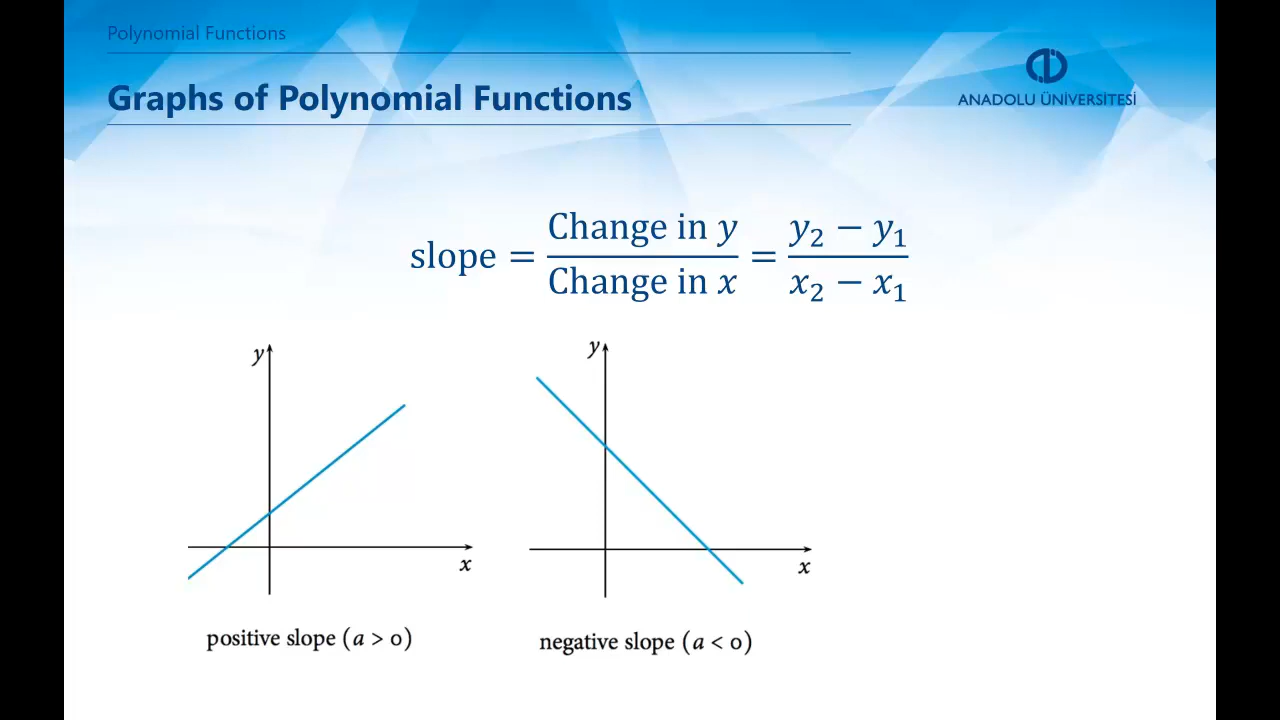 Polynomial Functions
Graphs of Polynomial Functions
ANADOLU ÜNİVERSİTESİ
slope = Change in y / Change in x = y₂ − y₁ / x₂ − x₁
y
x
positive slope (a > 0)
y
x
negative slope (a < 0)